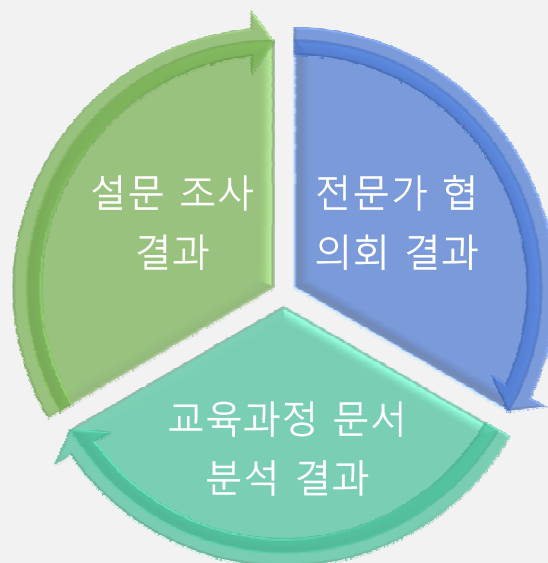 설문 조사
결과
전문가 협
의회 결과
교육과정 문서
분석 결과